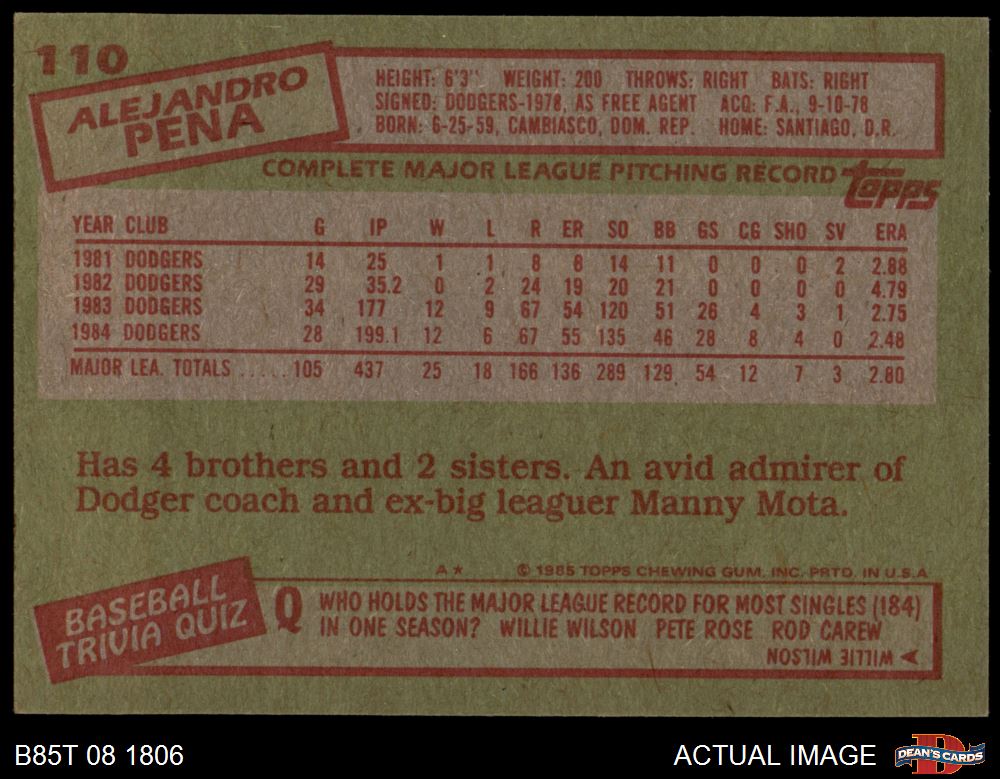 110
ALEJANDRO
PENA
HEIGHT: 6'3" WEIGHT: 200 THROWS: RIGHT BATS: RIGHT
SIGNED: DODGERS-1978, AS FREE AGENT ACQ: F.A., 9-10-78
BORN: 6-25-59, CAMBIASCO, DOM. REP. HOME: SANTIAGO, D.R.
COMPLETE MAJOR LEAGUE PITCHING RECORD topps
YEAR CLUB G IP W L R ER SO BB GS CG SHO SV ERA
1981 DODGERS 14 25 1 1 8 8 14 11 0 0 0 2 2.88
1982 DODGERS 29 35.2 0 2 24 19 20 21 0 0 0 0 4.79
1983 DODGERS 34 177 12 9 67 54 120 51 26 4 3 1 2.75
1984 DODGERS 28 199.1 12 6 67 55 135 46 28 8 4 0 2.48
MAJOR LEA. TOTALS ..... 105 437 25 18 166 136 289 129 54 12 7 3 2.80
Has 4 brothers and 2 sisters. An avid admirer of
Dodger coach and ex-big leaguer Manny Mota.
A* © 1985 TOPPS CHEWING GUM, INC. PRTD. IN U.S.A.
BASEBALL
TRIVIA QUIZ
Q WHO HOLDS THE MAJOR LEAGUE RECORD FOR MOST SINGLES (184)
IN ONE SEASON? WILLIE WILSON PETE ROSE ROD CAREW
WILLIE WILSON
B85T 08 1806
ACTUAL IMAGE
D
DEAN'S CARDS